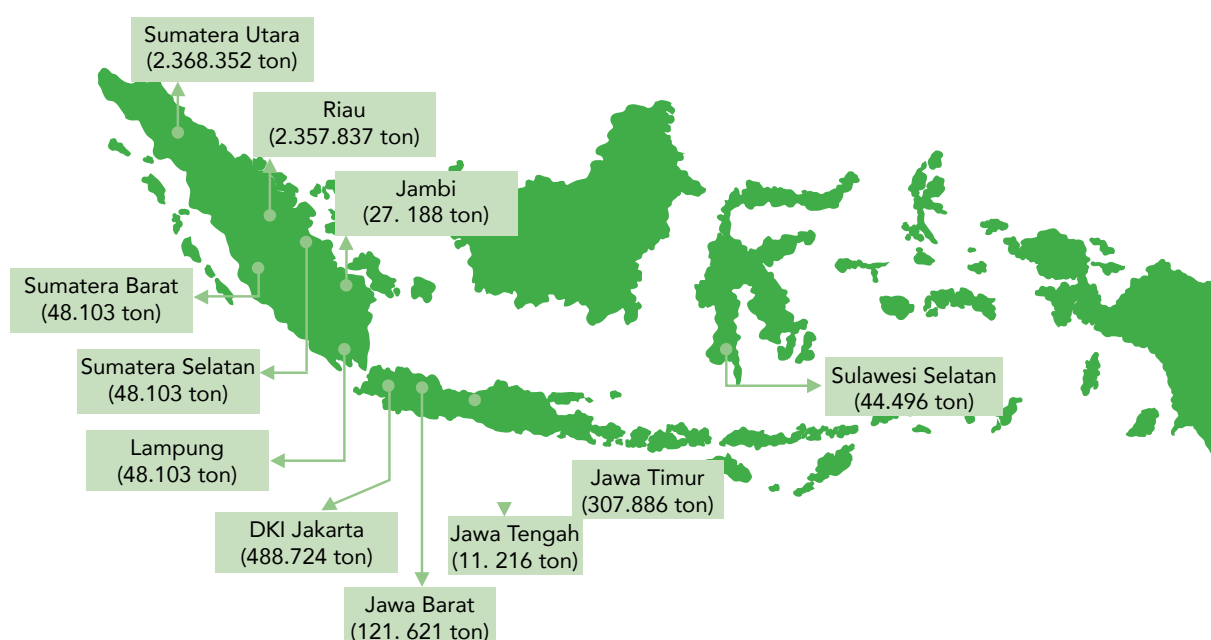 Sumatera Utara
(2.368.352 ton)
Riau
(2.357.837 ton)
Jambi
(27. 188 ton)
Sumatera Barat
(48.103 ton)
Sumatera Selatan
(48.103 ton)
Sulawesi Selatan
(44.496 ton)
Lampung
(48.103 ton)
Jawa Timur
(307.886 ton)
DKI Jakarta
(488.724 ton)
Jawa Tengah
(11. 216 ton)
Jawa Barat
(121. 621 ton)